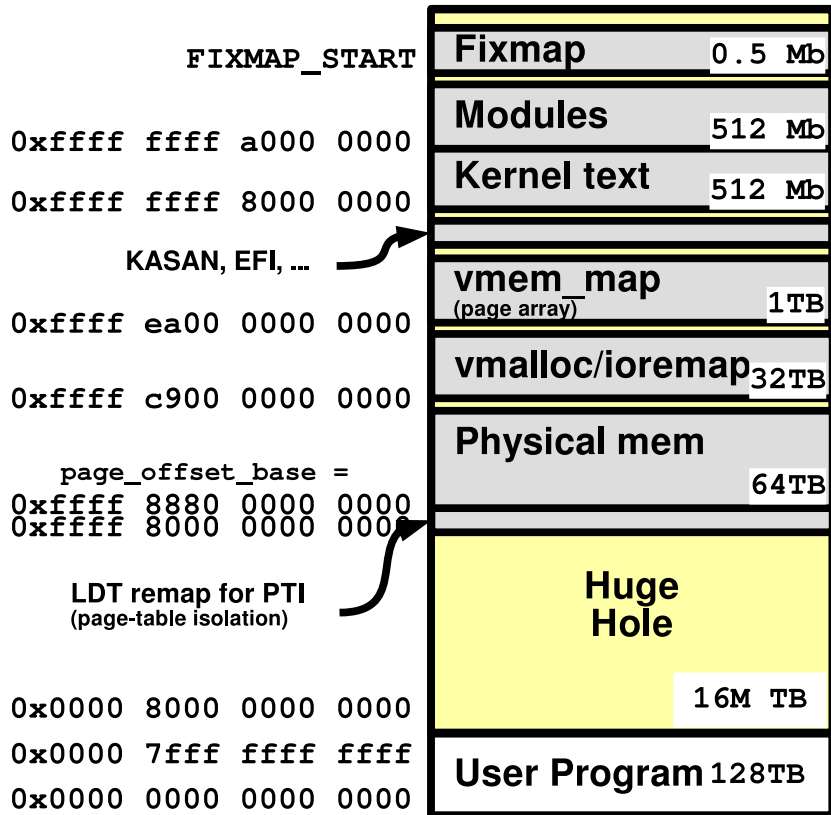 FIXMAP_START Fixmap 0.5 Mb
Modules 512 Mb
0xffff ffff a000 0000
Kernel text 512 Mb
0xffff ffff 8000 0000
KASAN, EFI, ...
vmem_map
(page array) 1TB
0xffff ea00 0000 0000
vmalloc/ioremap 32TB
0xffff c900 0000 0000
Physical mem
page_offset_base =
64TB
0xffff 8880 0000 0000
0xffff 8000 0000 0000
LDT remap for PTI
(page-table isolation)
Huge
Hole
16M TB
0x0000 8000 0000 0000
0x0000 7fff ffff ffff
User Program 128TB
0x0000 0000 0000 0000